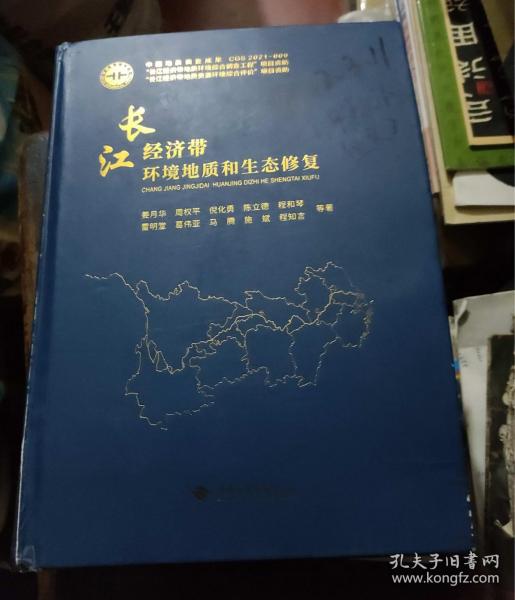 中国地质调查成果 CGS 2021-009
"长江经济带地质环境综合调查工程"项目资助
"长江经济带地质资源环境综合评价"项目资助
长江
经济带
环境地质和生态修复
CHANG JIANG JINGJIDAI HUANJING DIZHI HE SHENGTAI XIUFU
姜月华 周权平 倪化勇 陈立德 程和琴
雷明堂 葛伟亚 马腾 施斌 程知言 等著
孔夫子旧书网
www.kongfz.com